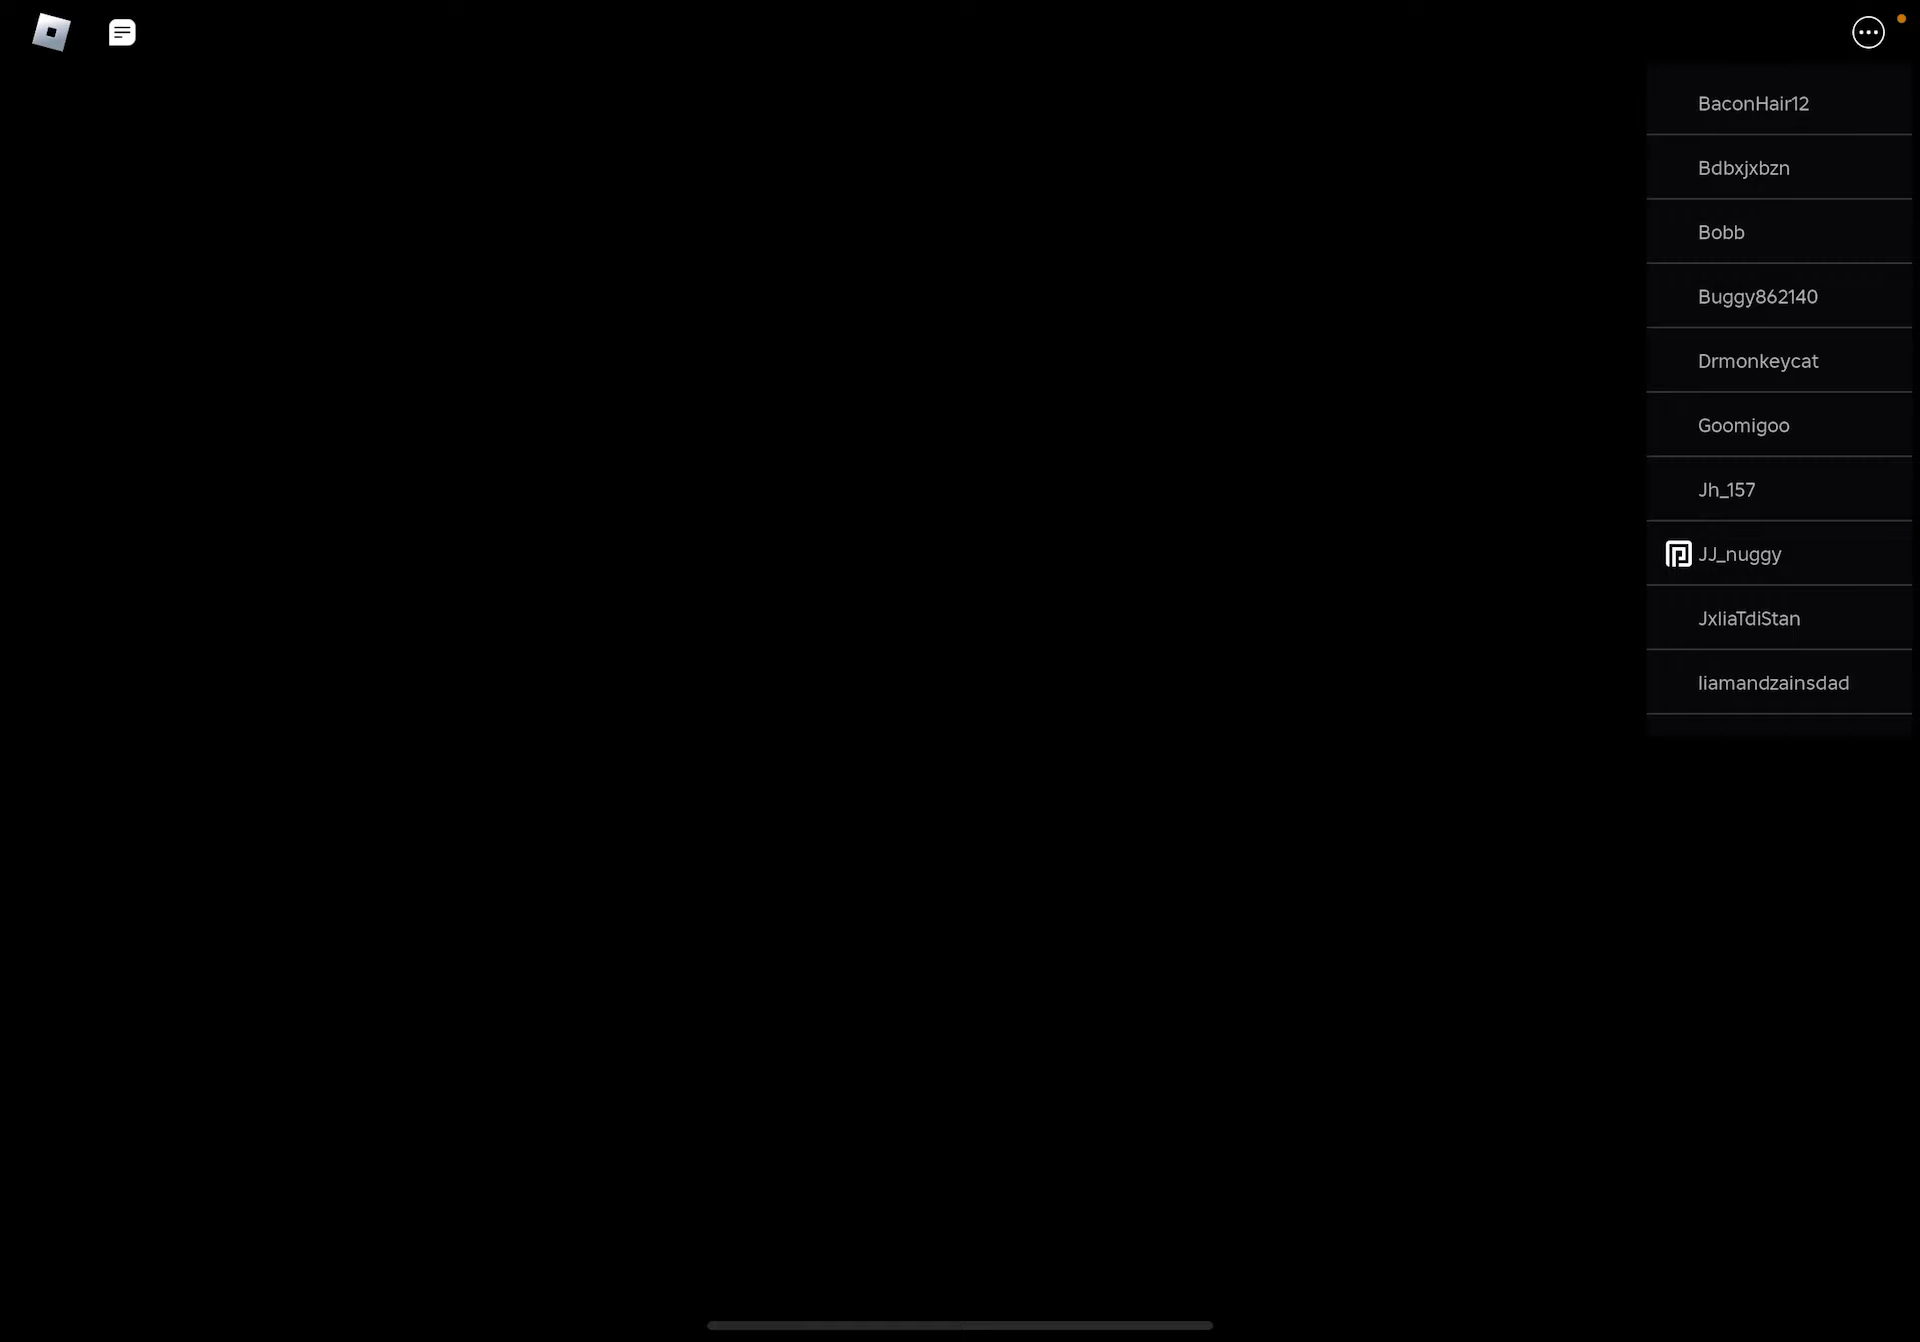 BaconHair12
Bdbxjxbzn
Bobb
Buggy862140
Drmonkeycat
Goomigoo
Jh_157
JJ_nuggy
JxliaTdiStan
liamandzainsdad